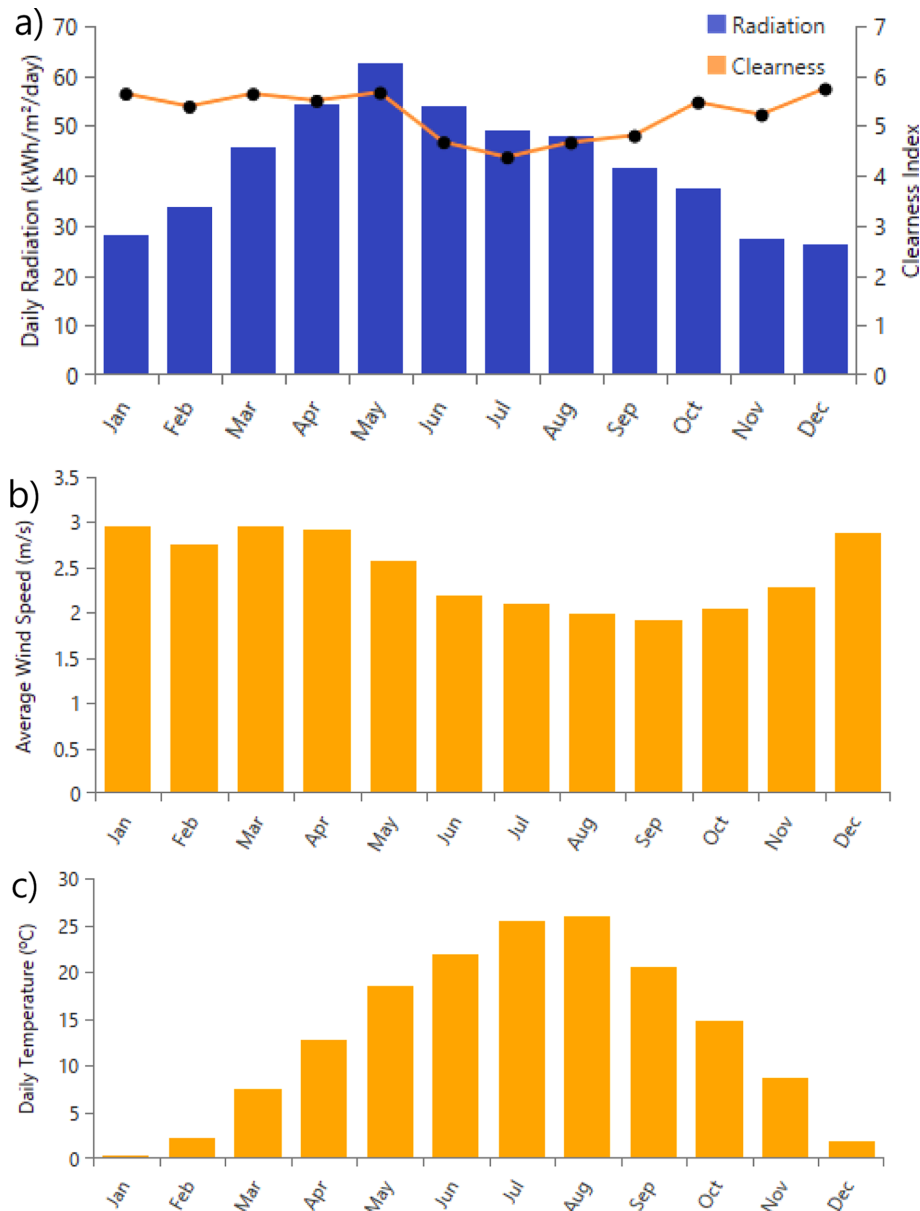 a)
Daily Radiation (kWh/m²/day)
70
60
50
40
30
20
10
0
Radiation
Clearness
7
6
5
4
3
2
1
0
Clearness Index
Jan
Feb
Mar
Apr
May
Jun
Jul
Aug
Sep
Oct
Nov
Dec
b)
Average Wind Speed (m/s)
3.5
3
2.5
2
1.5
1
0.5
0
Jan
Feb
Mar
Apr
May
Jun
Jul
Aug
Sep
Oct
Nov
Dec
c)
Daily Temperature (ºC)
30
25
20
15
10
5
0
Jan
Feb
Mar
Apr
May
Jun
Jul
Aug
Sep
Oct
Nov
Dec